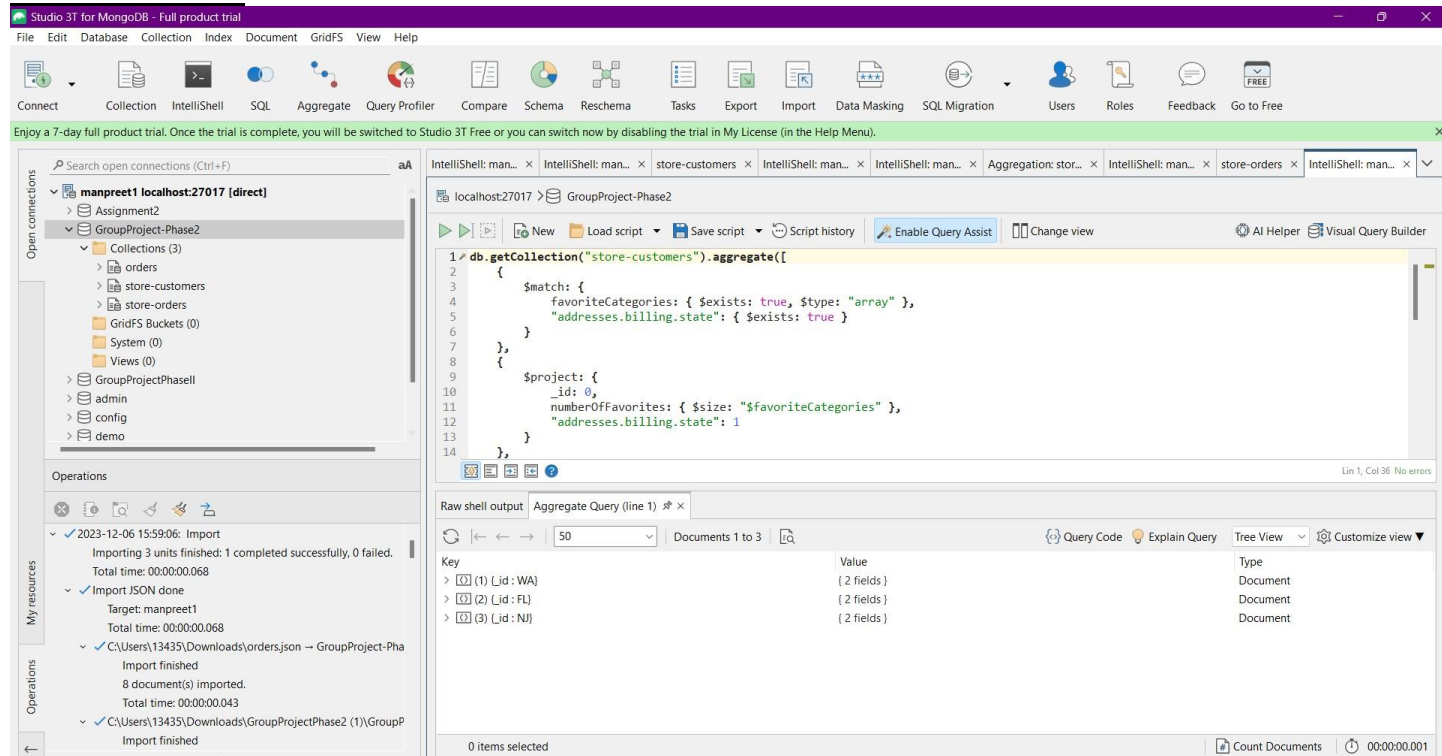 Studio 3T for MongoDB - Full product trial
File Edit Database Collection Index Document GridFS View Help
Connect Collection IntelliShell SQL Aggregate Query Profiler Compare Schema Reschema Tasks Export Import Data Masking SQL Migration Users Roles Feedback Go to Free
FREE
Enjoy a 7-day full product trial. Once the trial is complete, you will be switched to Studio 3T Free or you can switch now by disabling the trial in My License (in the Help Menu).
Open connections
Search open connections (Ctrl+F) aA
manpreet1 localhost:27017 [direct]
Assignment2
GroupProject-Phase2
Collections (3)
orders
store-customers
store-orders
GridFS Buckets (0)
System (0)
Views (0)
GroupProjectPhaseII
admin
config
demo
Operations
2023-12-06 15:59:06: Import
Importing 3 units finished: 1 completed successfully, 0 failed.
Total time: 00:00:00.068
Import JSON done
Target: manpreet1
Total time: 00:00:00.068
C:\Users\13435\Downloads\orders.json → GroupProject-Pha
Import finished
8 document(s) imported.
Total time: 00:00:00.043
C:\Users\13435\Downloads\GroupProjectPhase2 (1)\GroupP
Import finished
My resources
Operations
IntelliShell: man... IntelliShell: man... store-customers IntelliShell: man... IntelliShell: man... Aggregation: stor... IntelliShell: man... store-orders IntelliShell: man...
localhost:27017 > GroupProject-Phase2
New Load script Save script Script history Enable Query Assist Change view AI Helper Visual Query Builder
1 db.getCollection("store-customers").aggregate([
2 {
3 $match: {
4 favoriteCategories: { $exists: true, $type: "array" },
5 "addresses.billing.state": { $exists: true }
6 }
7 },
8 {
9 $project: {
10 _id: 0,
11 numberOfFavorites: { $size: "$favoriteCategories" },
12 "addresses.billing.state": 1
13 }
14 },
Lin 1, Col 36 No errors
Raw shell output Aggregate Query (line 1)
50 Documents 1 to 3 Query Code Explain Query Tree View Customize view
Key Value Type
(1) {_id : WA} { 2 fields } Document
(2) {_id : FL} { 2 fields } Document
(3) {_id : NJ} { 2 fields } Document
0 items selected Count Documents 00:00:00.001